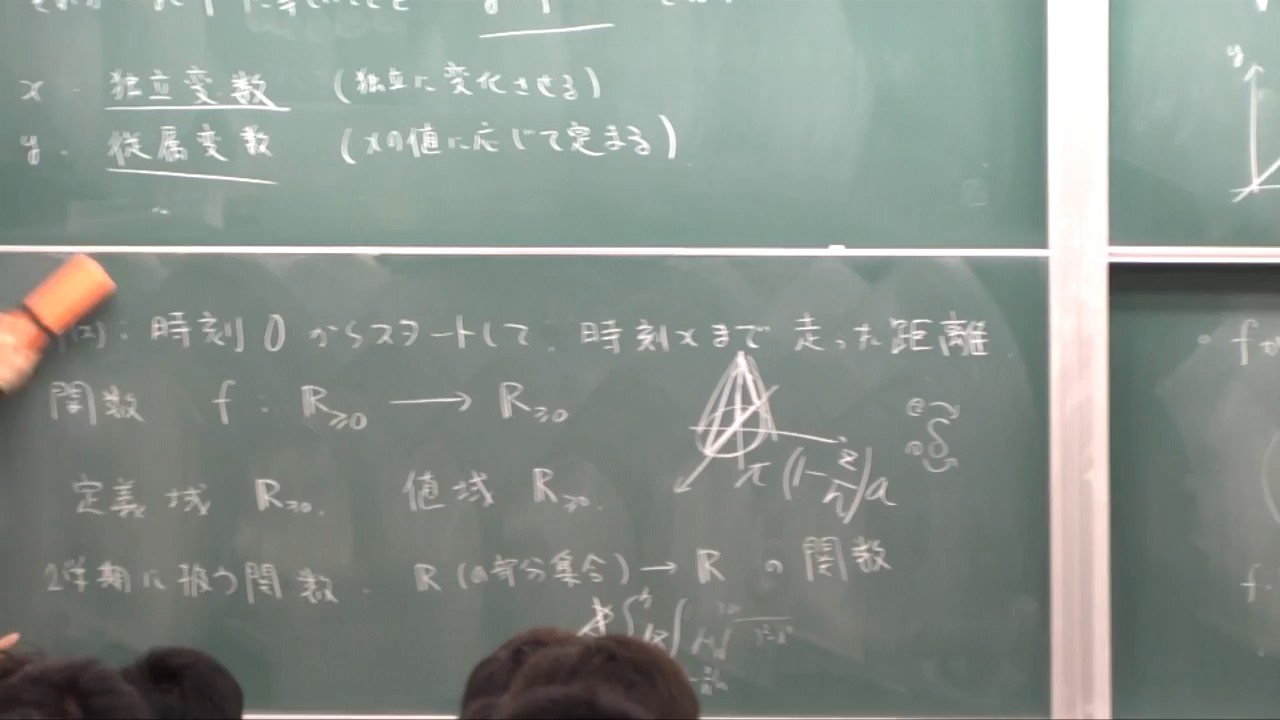 x 独立変数 (独立に変化させる)
y 従属変数 (xの値に応じて定まる)
時刻0からスタートして、時刻xまで走った距離
関数 f : ℝ≥0 → ℝ≥0
π(1-z/h)a
定義域 ℝ≥0. 値域 ℝ≥0.
2学期に扱う関数. ℝ(の部分集合) → ℝ の関数
y
f
f